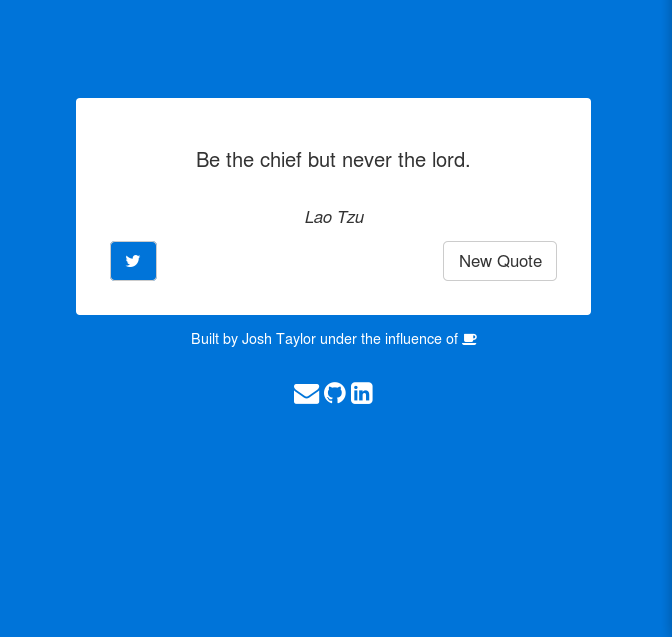 Be the chief but never the lord.
Lao Tzu
New Quote
Built by Josh Taylor under the influence of